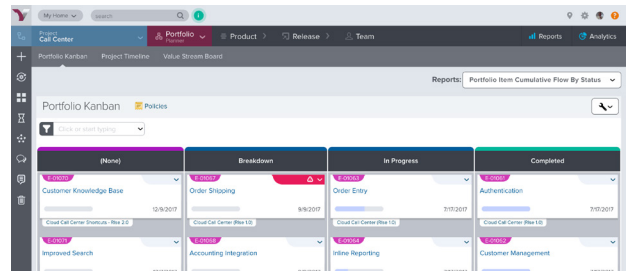 My Home
search
Project
Call Center
Portfolio
Planner
Product
Release
Team
Reports
Analytics
Portfolio Kanban
Project Timeline
Value Stream Board
Reports:
Portfolio Item Cumulative Flow By Status
Portfolio Kanban
Policies
Click or start typing
(None)
Breakdown
In Progress
Completed
E-01070
E-01067
E-01063
E-01061
Customer Knowledge Base
Order Shipping
Order Entry
Authentication
12/9/2017
9/9/2017
7/17/2017
7/17/2017
Cloud Call Center Shortcuts - Rise 2.0
Cloud Call Center (Rise 1.0)
Cloud Call Center (Rise 1.0)
Cloud Call Center (Rise 1.0)
E-01071
E-01058
E-01064
E-01062
Improved Search
Accounting Integration
Inline Reporting
Customer Management